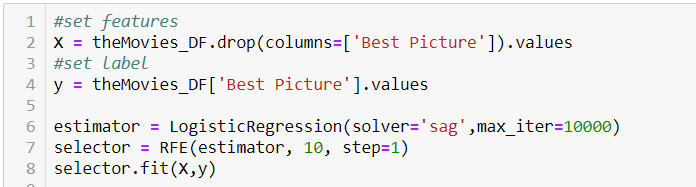 1 #set features
2 X = theMovies_DF.drop(columns=['Best Picture']).values
3 #set label
4 y = theMovies_DF['Best Picture'].values
5
6 estimator = LogisticRegression(solver='sag',max_iter=10000)
7 selector = RFE(estimator, 10, step=1)
8 selector.fit(X,y)